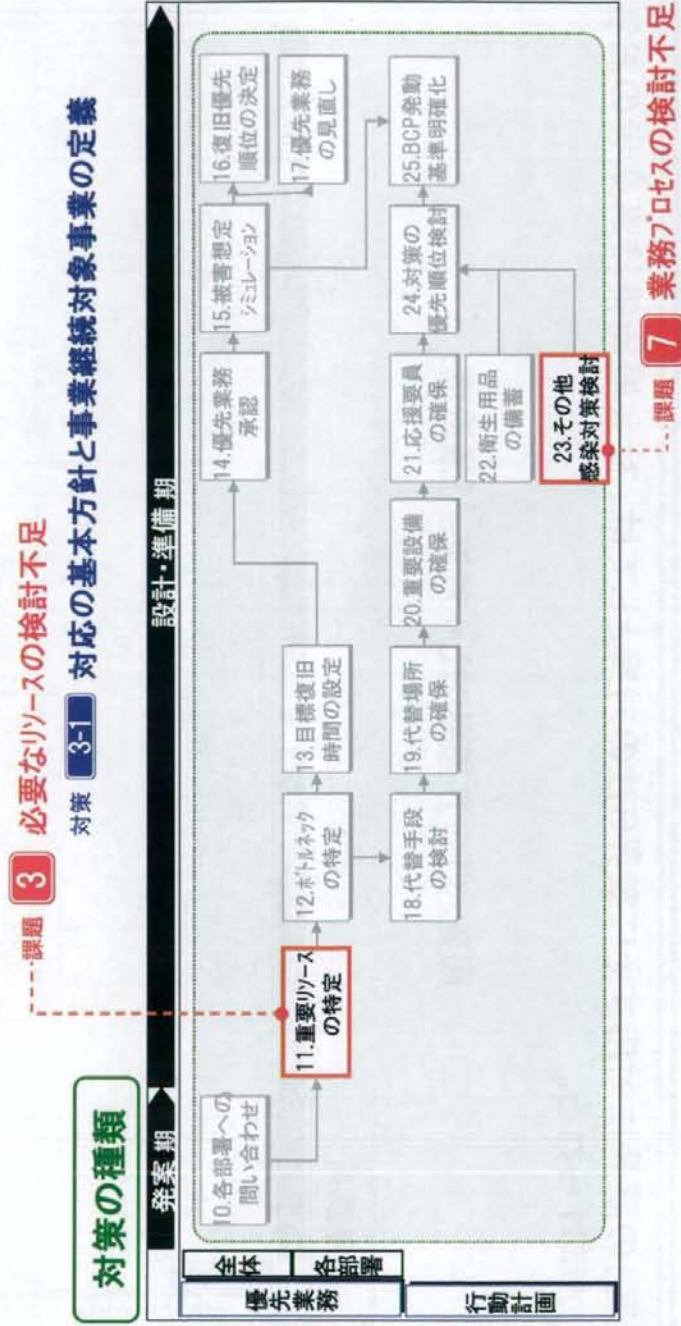 課題 3 必要なリソースの検討不足
対策 3-1 対応の基本方針と事業継続対象事業の定義
対策の種類
発案期
設計・準備期
優先業務
全体
各部署
行動計画
10.各部署への
問い合わせ
11.重要リソース
の特定
12.ボトルネック
の特定
13.目標復旧
時間の設定
14.優先業務
承認
15.被害想定
シミュレーション
16.復旧優先
順位の決定
17.優先業務
の見直し
18.代替手段
の検討
19.代替場所
の確保
20.重要設備
の確保
21.応援要員
の確保
22.衛生用品
の備蓄
23.その他
感染対策検討
24.対策の
優先順位検討
25.BCP発動
基準明確化
課題 7 業務プロセスの検討不足